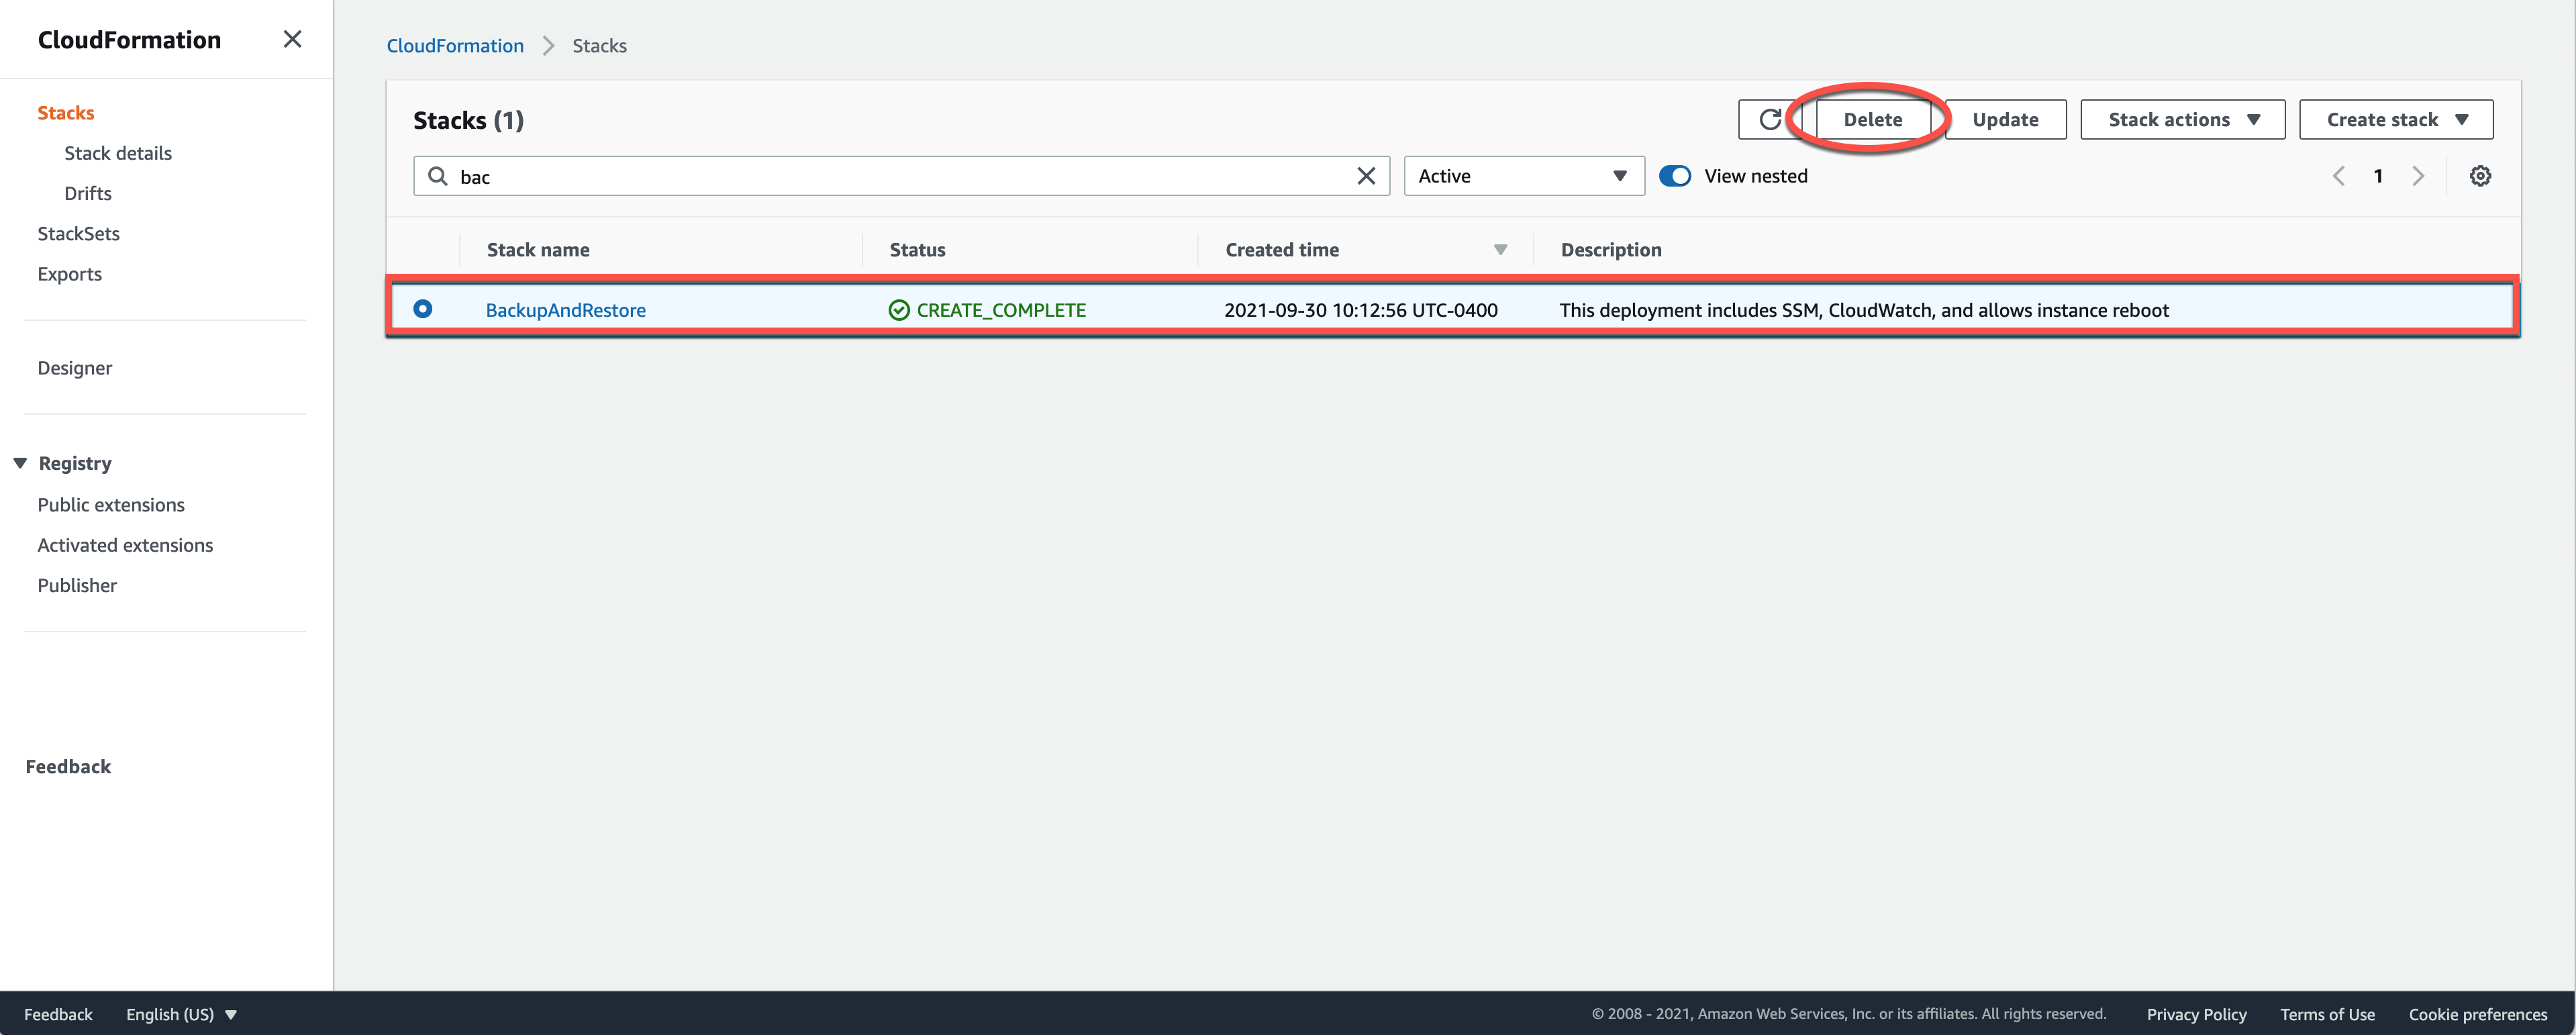 CloudFormation
Stacks
Stack details
Drifts
StackSets
Exports
Designer
Registry
Public extensions
Activated extensions
Publisher
Feedback
CloudFormation Stacks
Stacks (1) Delete Update Stack actions Create stack
bac Active View nested 1
Stack name Status Created time Description
BackupAndRestore CREATE_COMPLETE 2021-09-30 10:12:56 UTC-0400 This deployment includes SSM, CloudWatch, and allows instance reboot
Feedback English (US) © 2008 - 2021, Amazon Web Services, Inc. or its affiliates. All rights reserved. Privacy Policy Terms of Use Cookie preferences